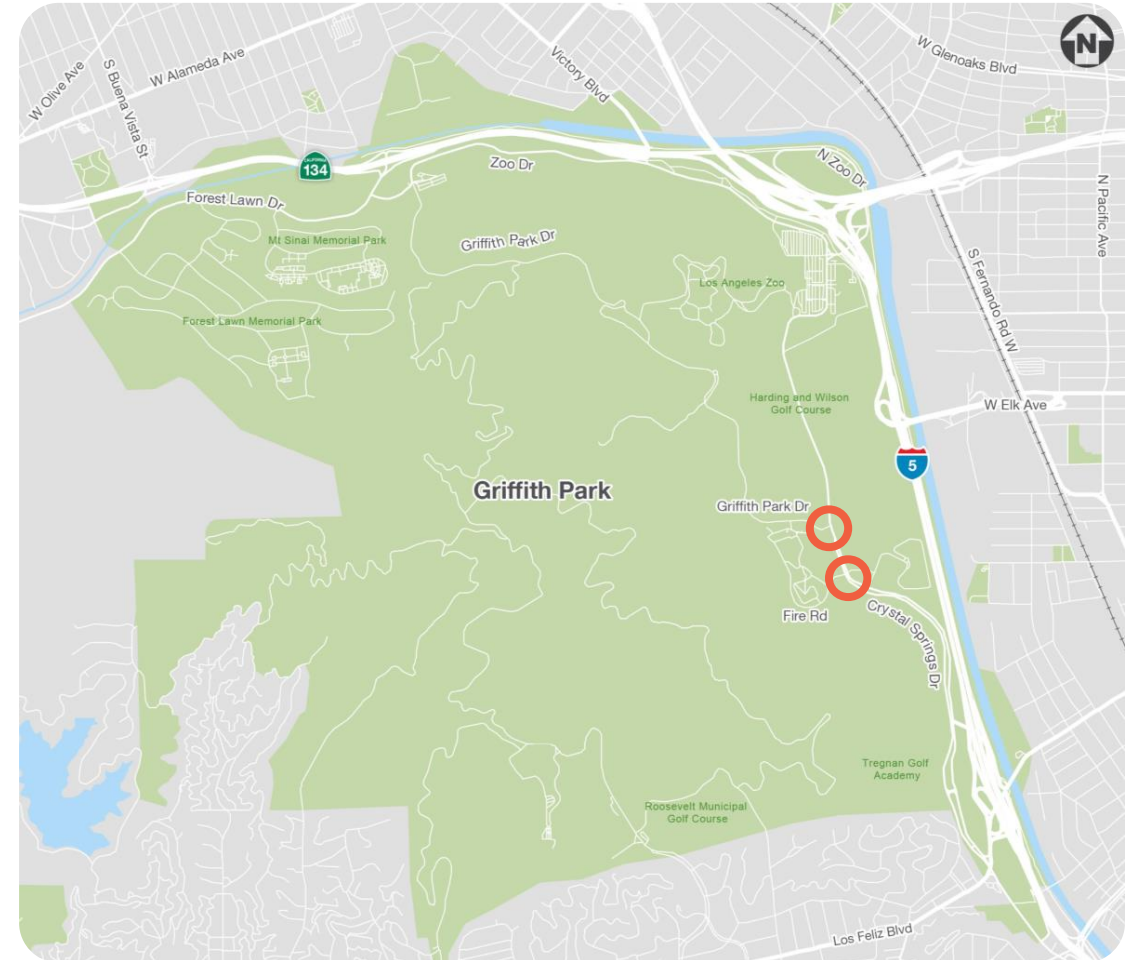 N
W Glenoaks Blvd
Victory Blvd
W Alameda Ave
W Olive Ave
S Buena Vista St
CALIFORNIA
134
Zoo Dr
N Zoo Dr
N Pacific Ave
Forest Lawn Dr
Mt Sinai Memorial Park
Griffith Park Dr
Los Angeles Zoo
S Fernando Rd W
Forest Lawn Memorial Park
Harding and Wilson
Golf Course
W Elk Ave
5
Griffith Park
Griffith Park Dr
Fire Rd
Crystal Springs Dr
Tregnan Golf
Academy
Roosevelt Municipal
Golf Course
Los Feliz Blvd